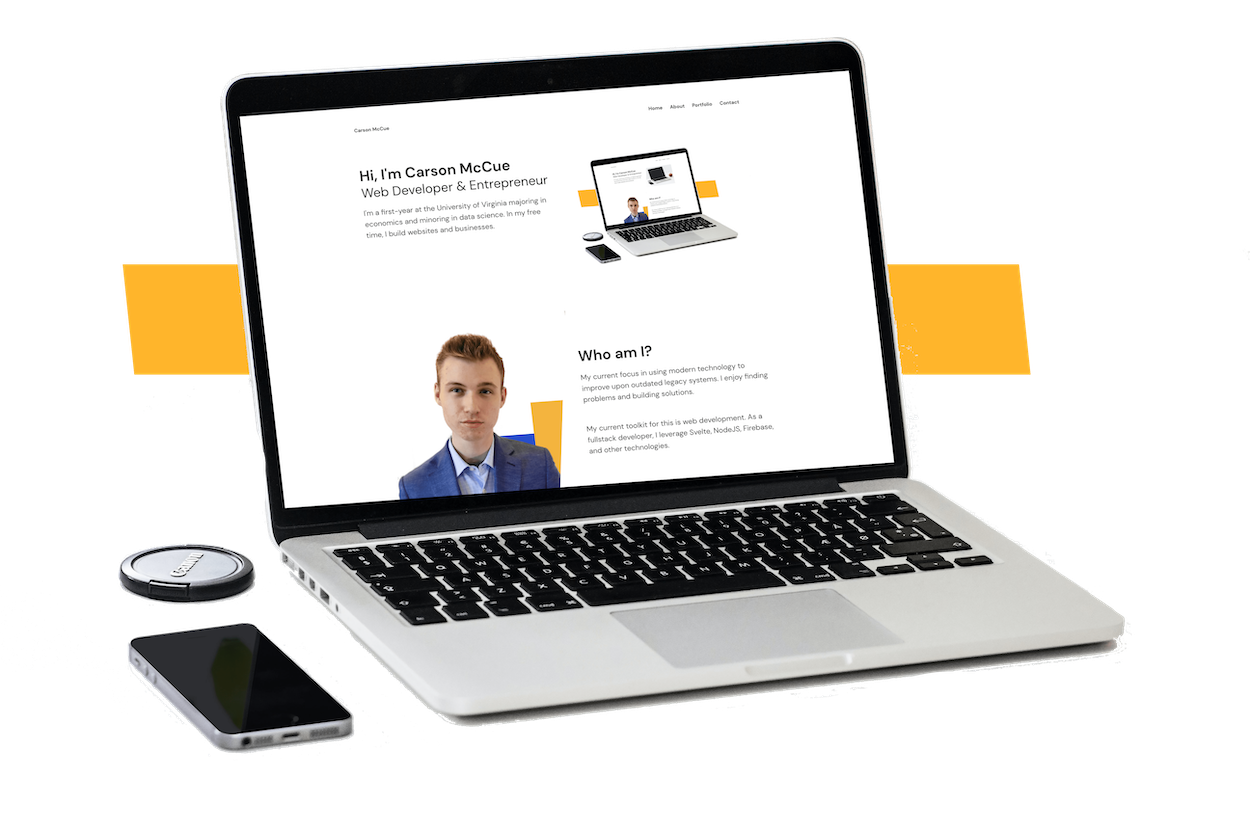 Home About Portfolio Contact
Carson McCue
Hi, I'm Carson McCue
Web Developer & Entrepreneur
I'm a first-year at the University of Virginia majoring in
economics and minoring in data science. In my free
time, I build websites and businesses.
Who am I?
My current focus in using modern technology to
improve upon outdated legacy systems. I enjoy finding
problems and building solutions.
My current toolkit for this is web development. As a
fullstack developer, I leverage Svelte, NodeJS, Firebase,
and other technologies.